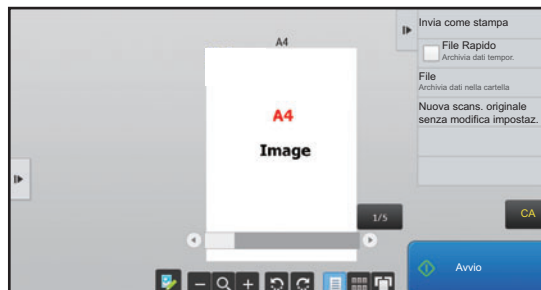 A4
A4
Image
1/5
Invia come stampa
File Rapido
Archivia dati tempor.
File
Archivia dati nella cartella
Nuova scans. originale
senza modifica impostaz.
CA
Avvio